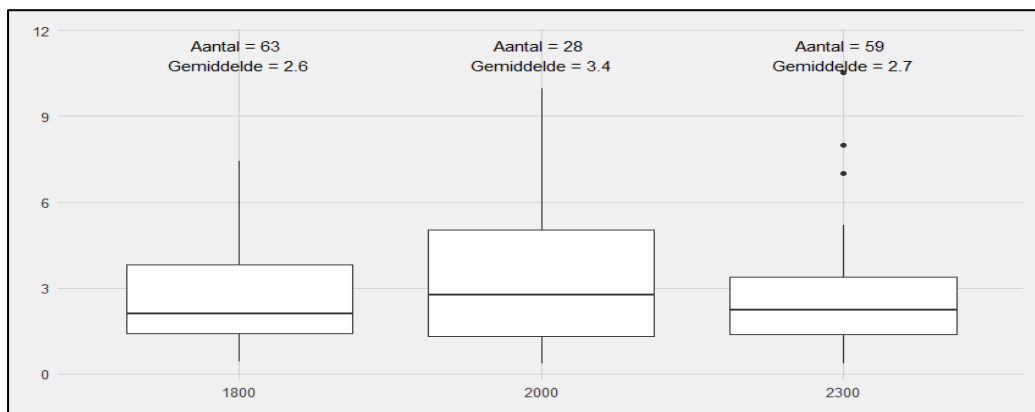 12
Aantal = 63
Gemiddelde = 2.6
Aantal = 28
Gemiddelde = 3.4
Aantal = 59
Gemiddelde = 2.7
9
6
3
0
1800
2000
2300